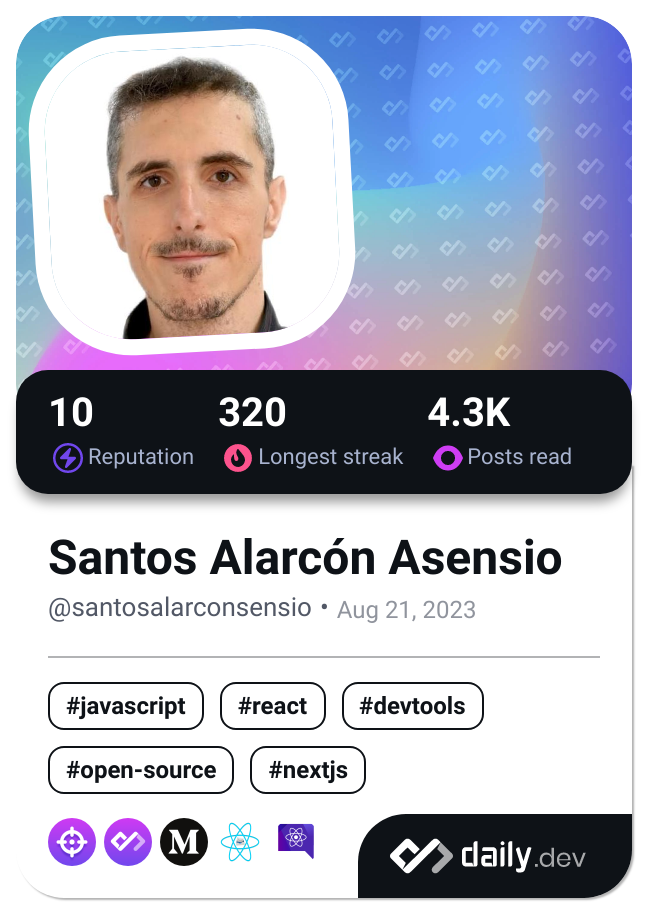 10 320 4.3K
Reputation Longest streak Posts read
Santos Alarcón Asensio
@santosalarconsensio • Aug 21, 2023
#javascript #react #devtools
#open-source #nextjs
M
daily.dev